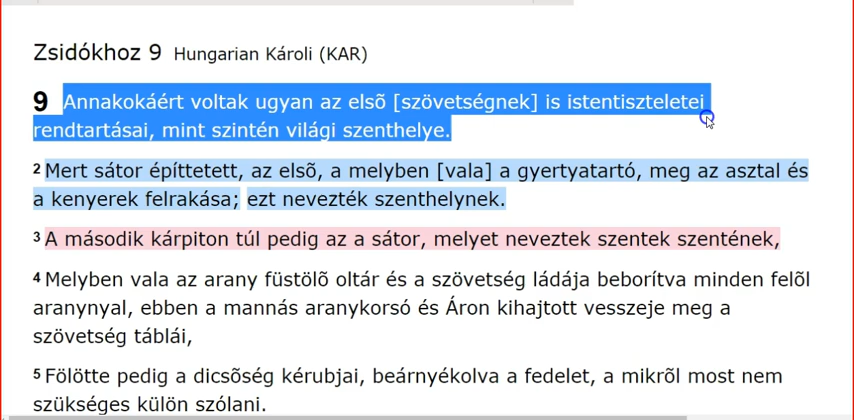 Zsidókhoz 9 Hungarian Károli (KAR)
9 Annakokáért voltak ugyan az elsõ [szövetségnek] is istentiszteletei
rendtartásai, mint szintén világi szenthelye.
2 Mert sátor építtetett, az elsõ, a melyben [vala] a gyertyatartó, meg az asztal és
a kenyerek felrakása; ezt nevezték szenthelynek.
3 A második kárpiton túl pedig az a sátor, melyet neveztek szentek szentének,
4 Melyben vala az arany füstölõ oltár és a szövetség ládája beborítva minden felõl
aranynyal, ebben a mannás aranykorsó és Áron kihajtott vesszeje meg a
szövetség táblái,
5 Fölötte pedig a dicsõség kérubjai, beárnyékolva a fedelet, a mikrõl most nem
szükséges külön szólani.